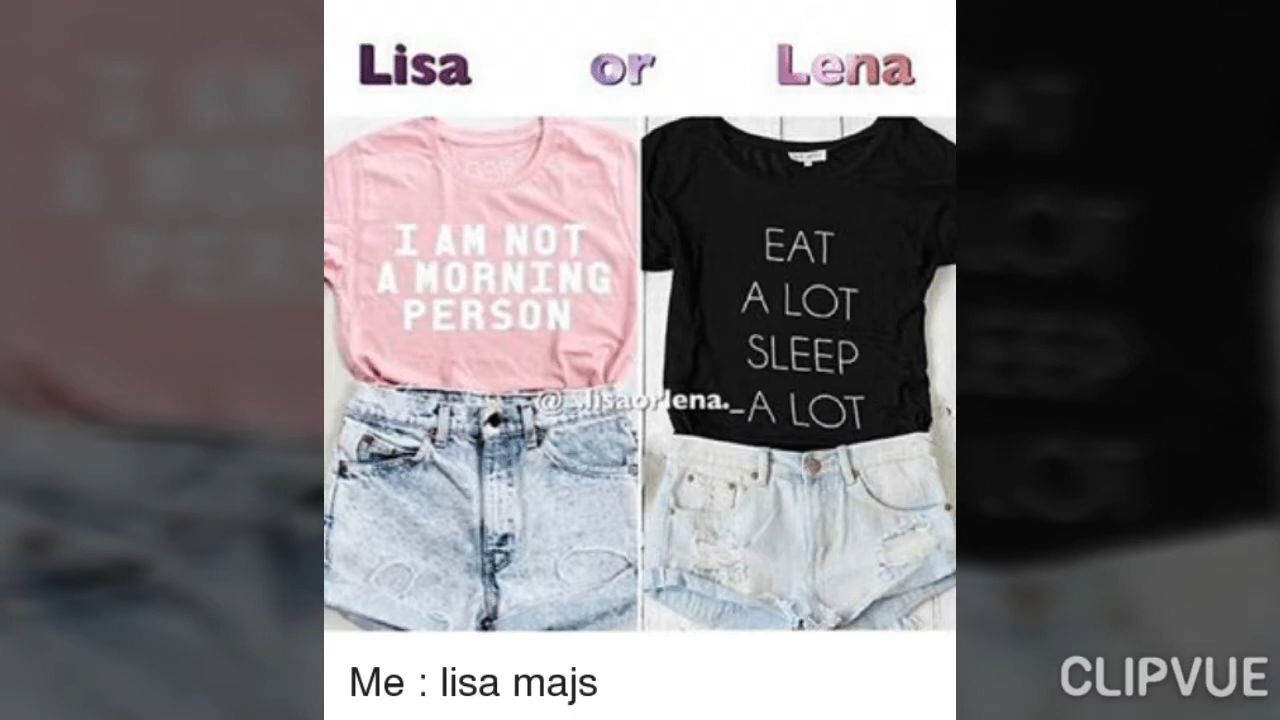 Lisa or Lena
I AM NOT
A MORNING
PERSON
EAT
A LOT
SLEEP
A LOT
@_lisaorlena._
Me : lisa majs
CLIPVUE